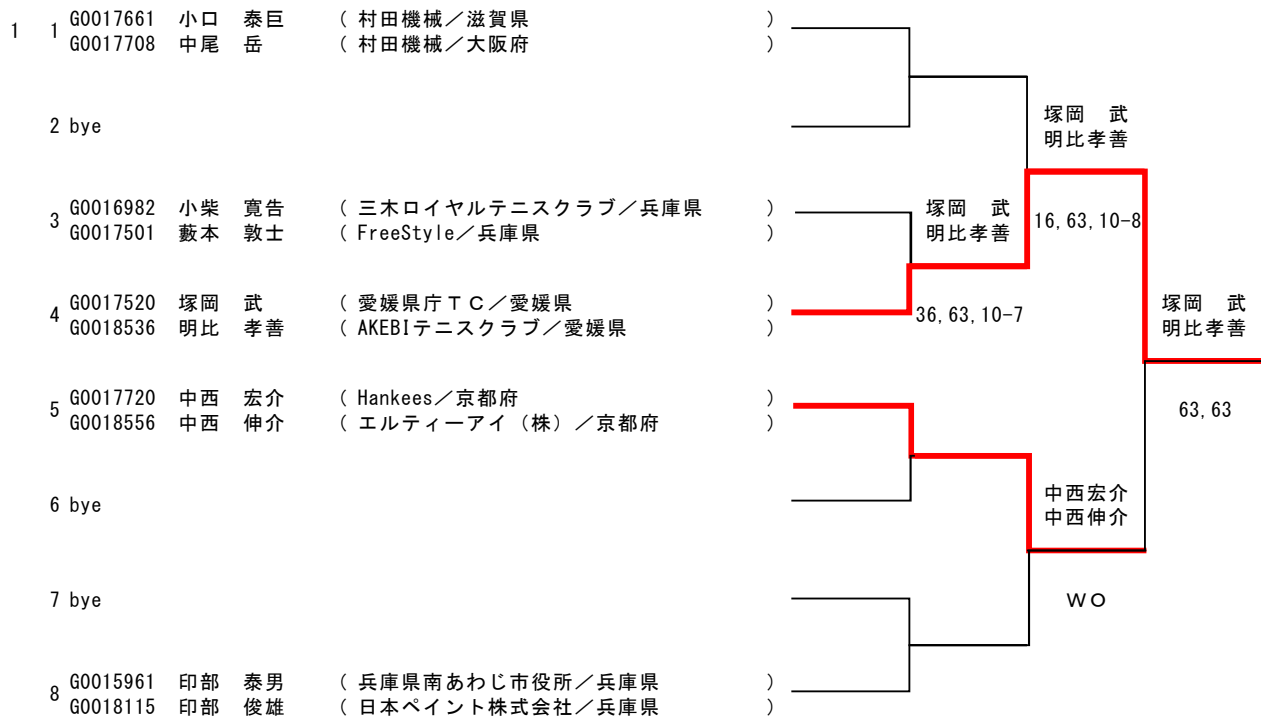 1 1 G0017661 小口 泰巨 ( 村田機械／滋賀県 )
G0017708 中尾 岳 ( 村田機械／大阪府 )
2 bye
塚岡 武
明比孝善
3 G0016982 小柴 寛告 ( 三木ロイヤルテニスクラブ／兵庫県 )
G0017501 藪本 敦士 ( FreeStyle／兵庫県 )
塚岡 武
明比孝善
16,63,10-8
4 G0017520 塚岡 武 ( 愛媛県庁ＴＣ／愛媛県 )
G0018536 明比 孝善 ( AKEBIテニスクラブ／愛媛県 )
36,63,10-7
塚岡 武
明比孝善
5 G0017720 中西 宏介 ( Hankees／京都府 )
G0018556 中西 伸介 ( エルティーアイ（株）／京都府 )
63,63
6 bye
中西宏介
中西伸介
7 bye
ＷＯ
8 G0015961 印部 泰男 ( 兵庫県南あわじ市役所／兵庫県 )
G0018115 印部 俊雄 ( 日本ペイント株式会社／兵庫県 )